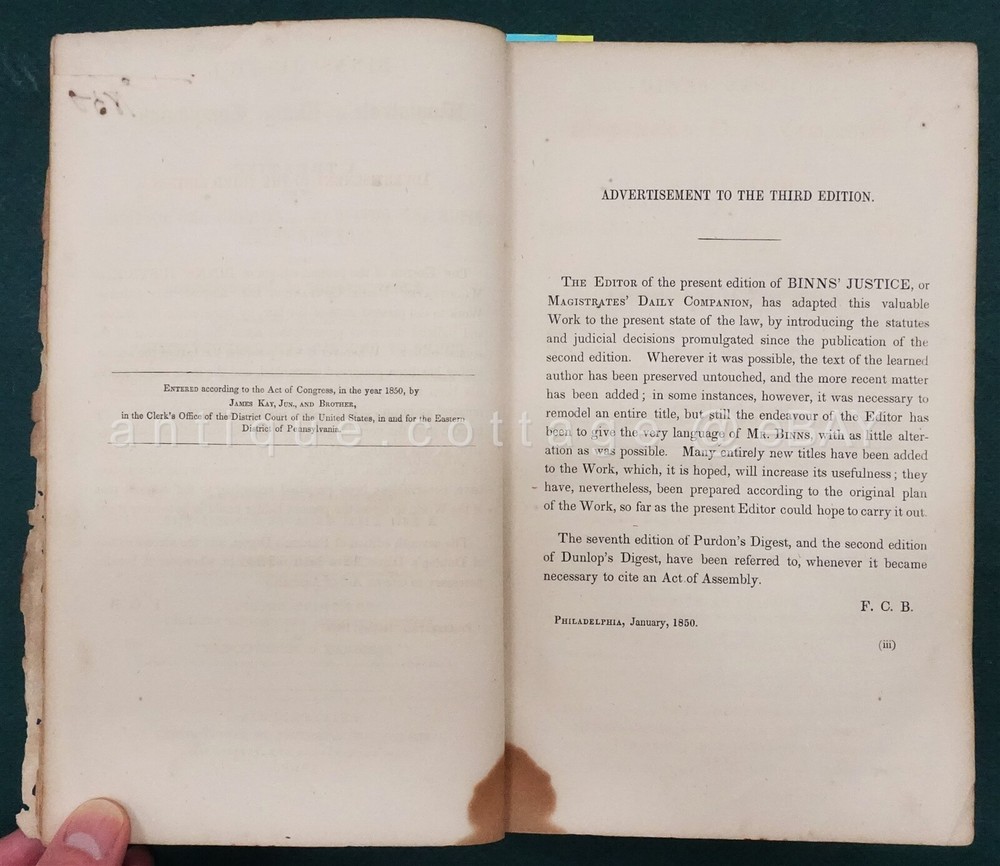 ENTERED according to the Act of Congress, in the year 1850, by
JAMES KAY, JUN., AND BROTHER,
in the Clerk's Office of the District Court of the United States, in and for the Eastern
District of Pennsylvania.
antique.cottage @ eBAY
ADVERTISEMENT TO THE THIRD EDITION.
THE EDITOR of the present edition of BINNS' JUSTICE, or
MAGISTRATES' DAILY COMPANION, has adapted this valuable
Work to the present state of the law, by introducing the statutes
and judicial decisions promulgated since the publication of the
second edition. Wherever it was possible, the text of the learned
author has been preserved untouched, and the more recent matter
has been added; in some instances, however, it was necessary to
remodel an entire title, but still the endeavour of the Editor has
been to give the very language of MR. BINNS, with as little alter-
ation as was possible. Many entirely new titles have been added
to the Work, which, it is hoped, will increase its usefulness; they
have, nevertheless, been prepared according to the original plan
of the Work, so far as the present Editor could hope to carry it out.
The seventh edition of Purdon's Digest, and the second edition
of Dunlop's Digest, have been referred to, whenever it became
necessary to cite an Act of Assembly.
F. C. B.
PHILADELPHIA, January, 1850.
(iii)